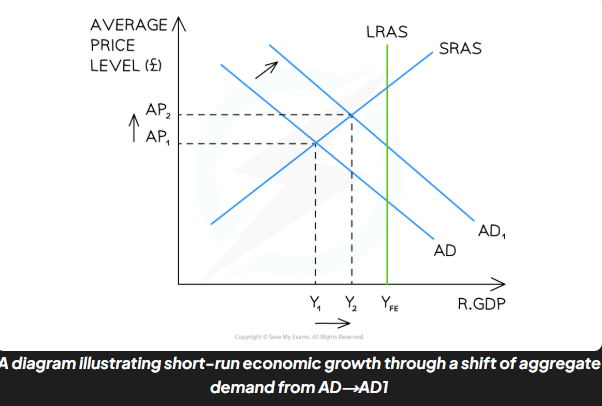 AVERAGE
PRICE
LEVEL (£)
LRAS
SRAS
AP₂
AP₁
AD₁
AD
Y₁ Y₂ Y_FE R.GDP
Copyright © Save My Exams. All Rights Reserved
A diagram illustrating short-run economic growth through a shift of aggregate
demand from AD→AD1